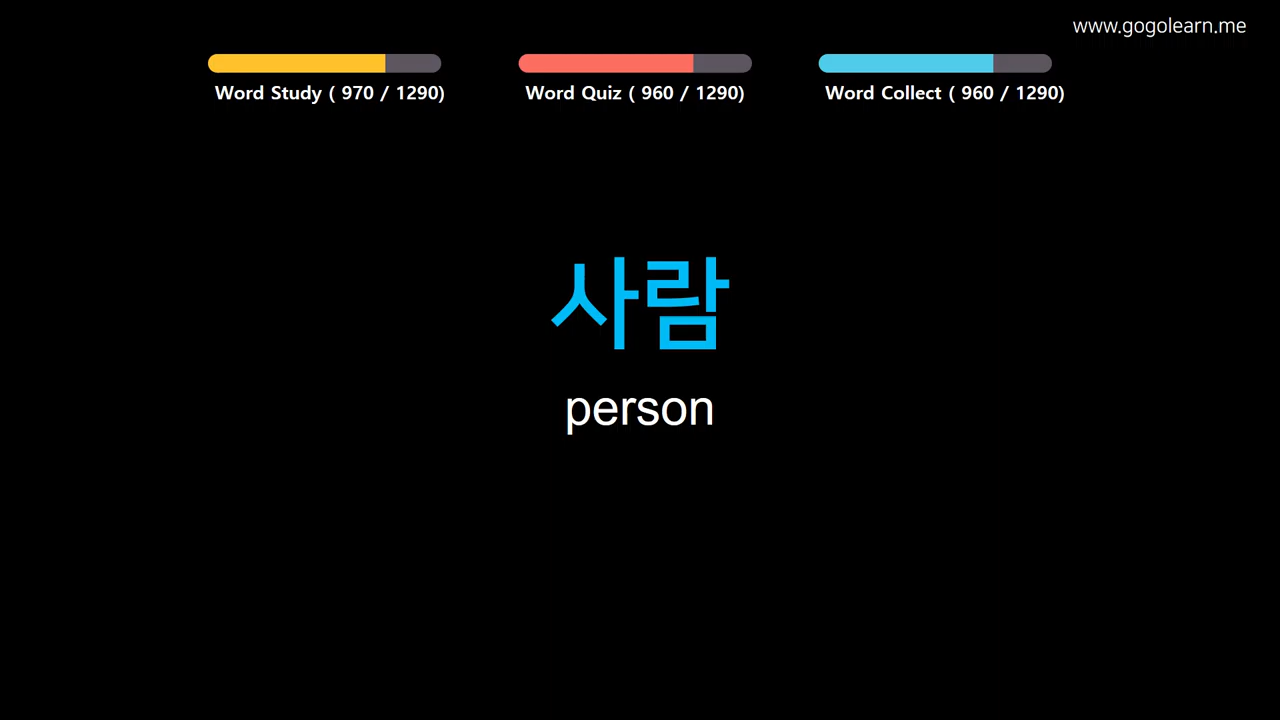 www.gogolearn.me
Word Study ( 970 / 1290)
Word Quiz ( 960 / 1290)
Word Collect ( 960 / 1290)
사람
person